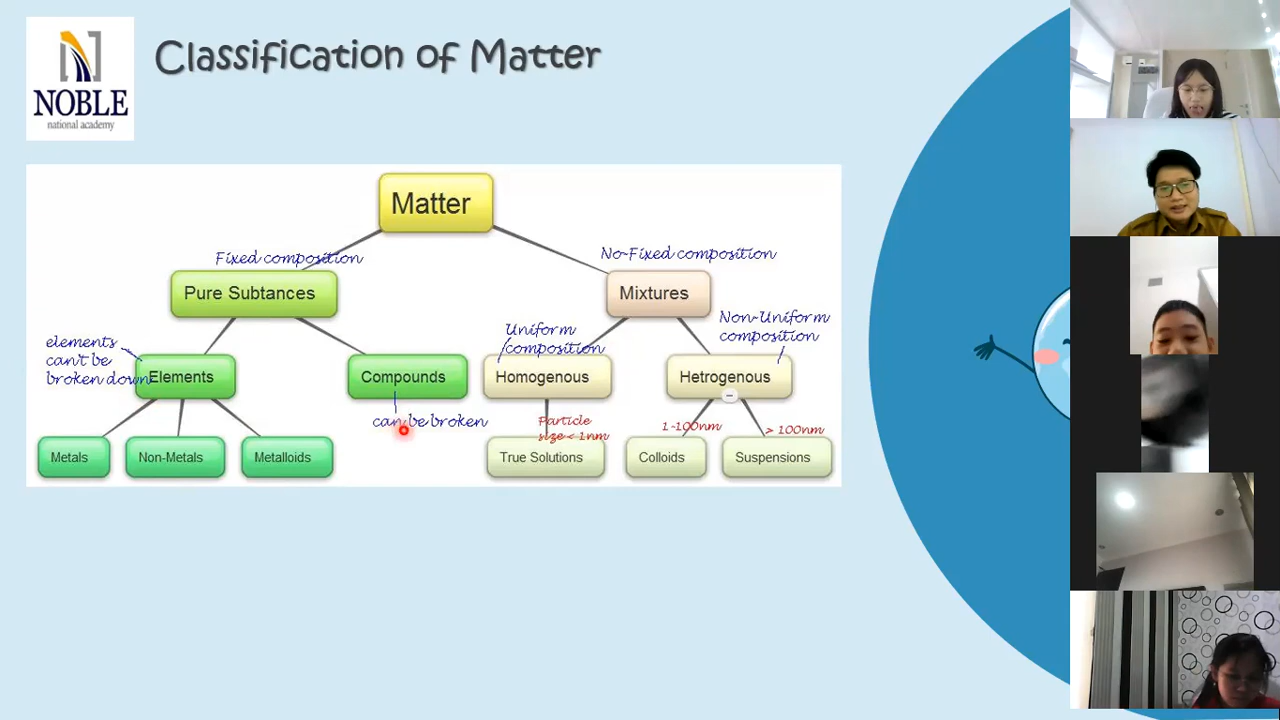 NOBLE
national academy
Classification of Matter
Matter
Fixed composition
No-Fixed composition
Pure Subtances
Mixtures
elements
can't be
broken down
Uniform
composition
Non-Uniform
composition
Elements
Compounds
Homogenous
Hetrogenous
can be broken
Particle
size < 1nm
1-100nm
> 100nm
Metals
Non-Metals
Metalloids
True Solutions
Colloids
Suspensions